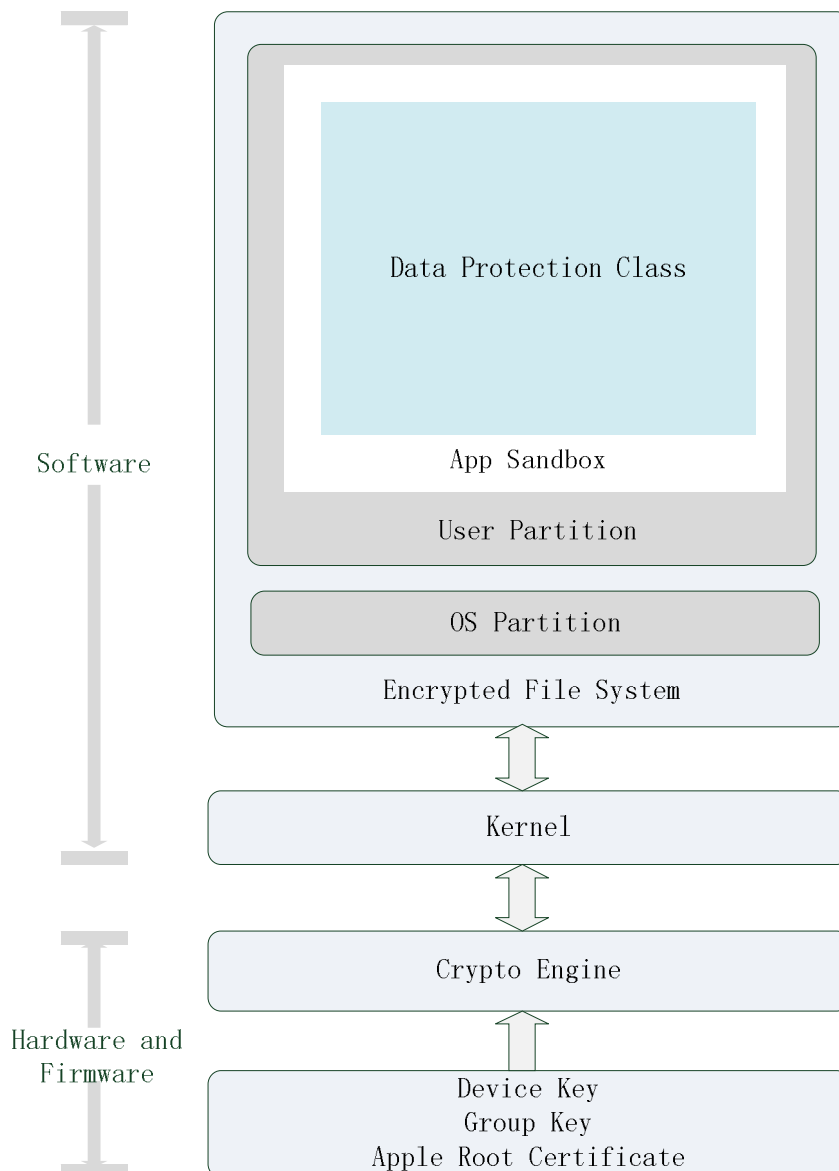 Data Protection Class
App Sandbox
User Partition
OS Partition
Encrypted File System
Software
Kernel
Crypto Engine
Hardware and
Firmware
Device Key
Group Key
Apple Root Certificate